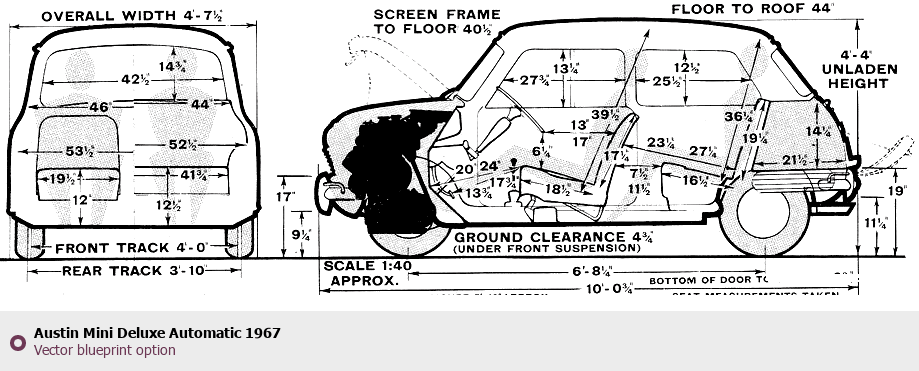 OVERALL WIDTH 4'-7½"
SCREEN FRAME
TO FLOOR 40½"
FLOOR TO ROOF 44"
4'-4"
UNLADEN
HEIGHT
14¾"
42½"
46"
44"
53½"
52½"
19½"
41¾"
12"
12½"
FRONT TRACK 4'-0"
REAR TRACK 3'-10"
17"
9¼"
13¼"
27¾"
12½"
25½"
39½"
36¼"
13"
17"
6¼"
23¼"
19¼"
14¼"
20"
24"
17¼"
27¼"
21½"
13¾"
17¾"
18½"
7½"
11½"
16½"
19"
11¼"
GROUND CLEARANCE 4¾"
(UNDER FRONT SUSPENSION)
SCALE 1:40
APPROX.
6'-8¼"
BOTTOM OF DOOR TO
10'-0¾"
SEAT MEASUREMENTS TAKEN
Austin Mini Deluxe Automatic 1967
Vector blueprint option